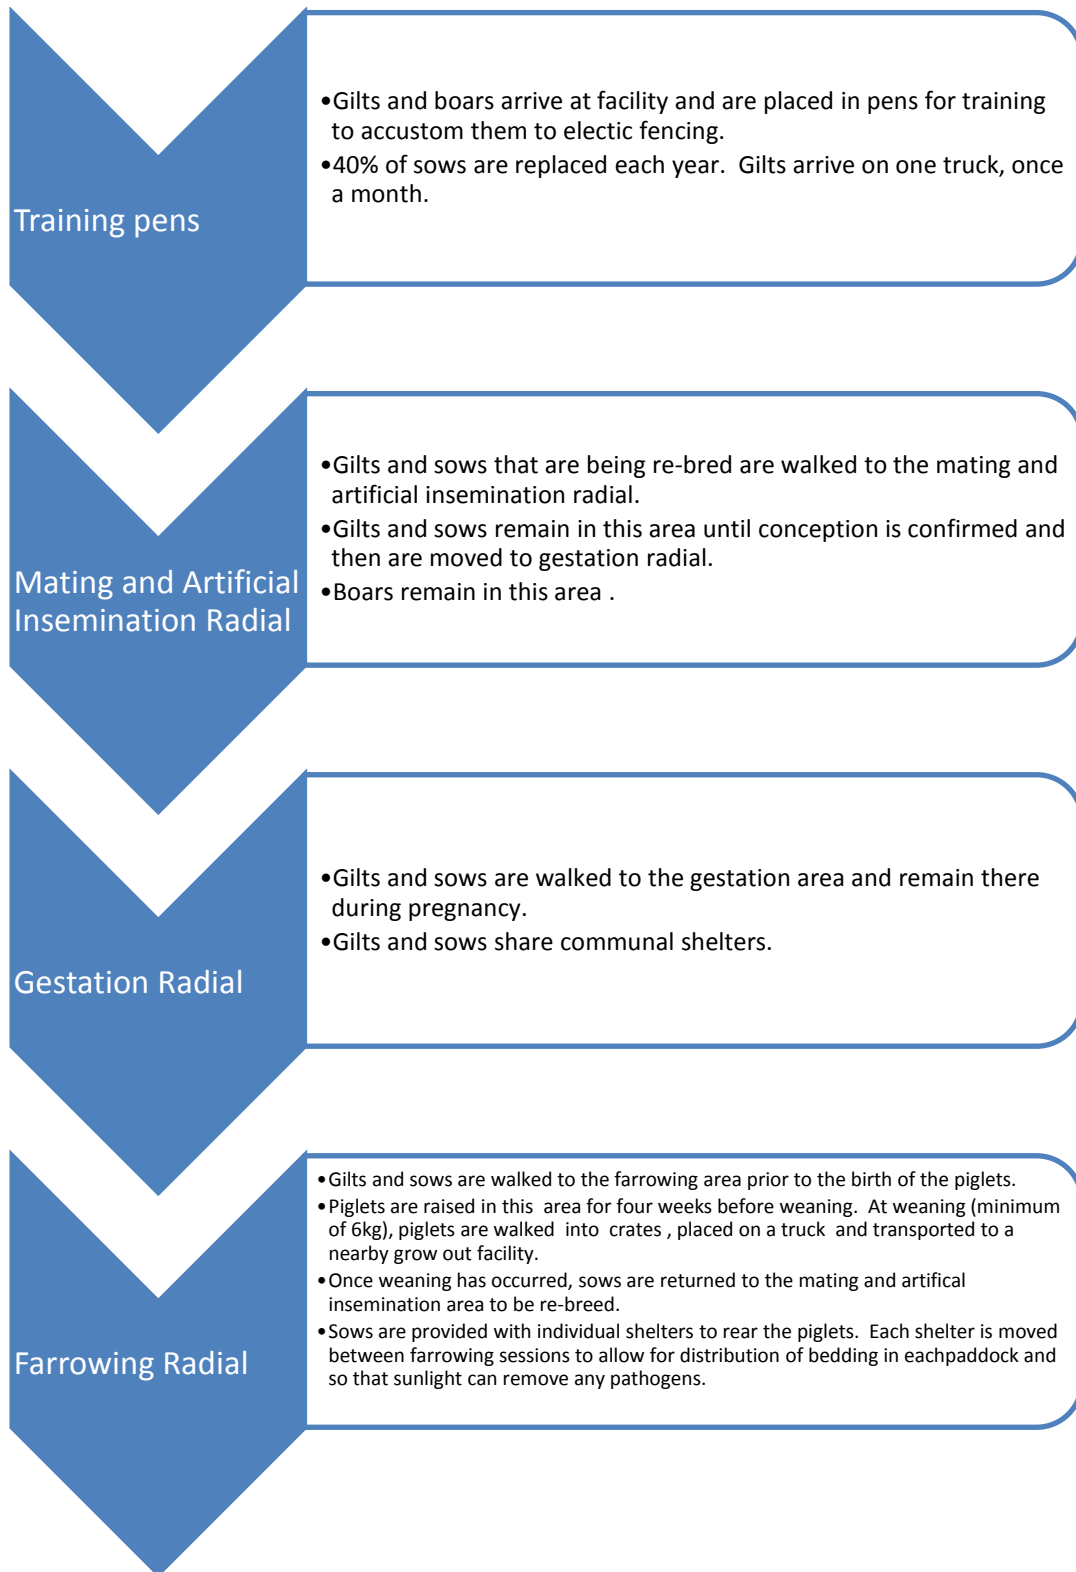 Training pens
•Gilts and boars arrive at facility and are placed in pens for training
to accustom them to electic fencing.
•40% of sows are replaced each year.  Gilts arrive on one truck, once
a month.
Mating and Artificial
Insemination Radial
•Gilts and sows that are being re-bred are walked to the mating and
artificial insemination radial.
•Gilts and sows remain in this area until conception is confirmed and
then are moved to gestation radial.
•Boars remain in this area .
Gestation Radial
•Gilts and sows are walked to the gestation area and remain there
during pregnancy.
•Gilts and sows share communal shelters.
Farrowing Radial
•Gilts and sows are walked to the farrowing area prior to the birth of the piglets.
•Piglets are raised in this  area for four weeks before weaning.  At weaning (minimum
of 6kg), piglets are walked  into  crates , placed on a truck  and transported to a
nearby grow out facility.
•Once weaning has occurred, sows are returned to the mating and artifical
insemination area to be re-breed.
•Sows are provided with individual shelters to rear the piglets.  Each shelter is moved
between farrowing sessions to allow for distribution of bedding in eachpaddock and
so that sunlight can remove any pathogens.